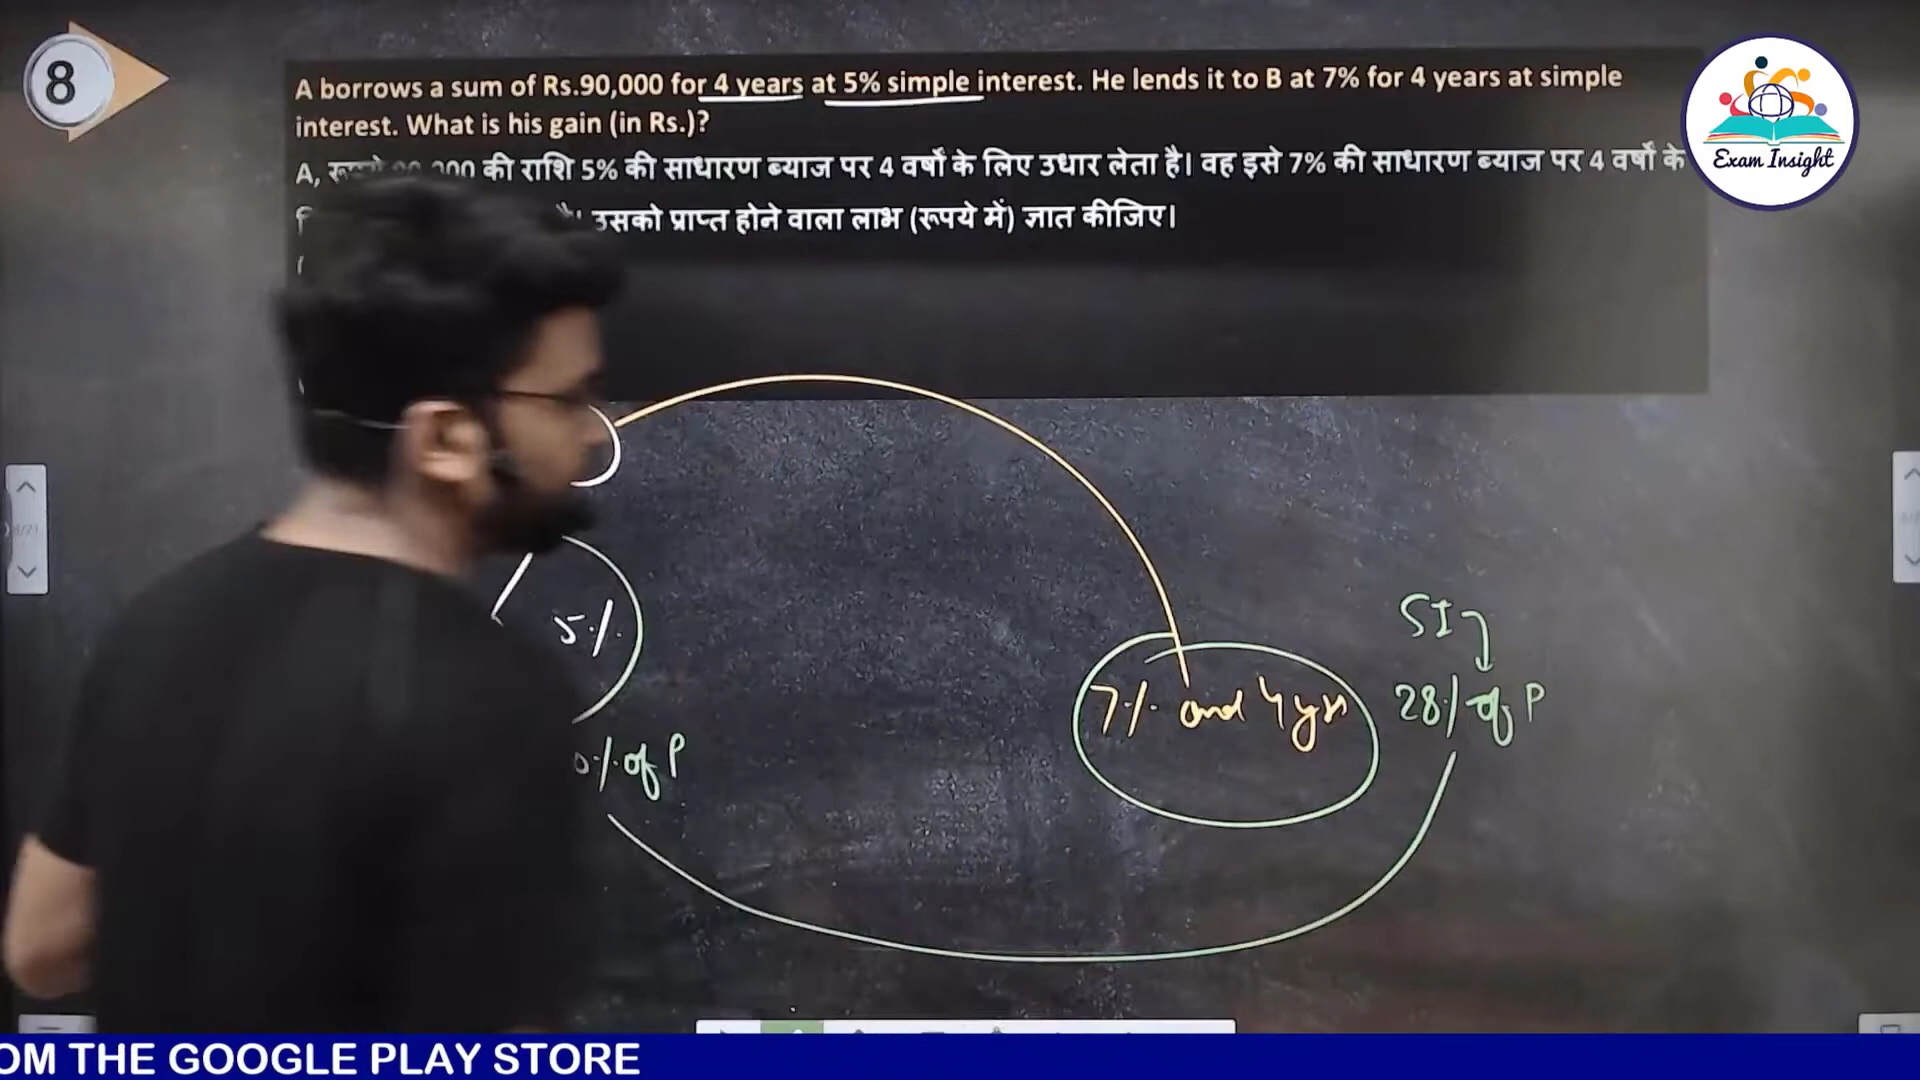 8
A borrows a sum of Rs.90,000 for 4 years at 5% simple interest. He lends it to B at 7% for 4 years at simple
interest. What is his gain (in Rs.)?
A, की राशि 5% की साधारण ब्याज पर 4 वर्षों के लिए उधार लेता है। वह इसे 7% की साधारण ब्याज पर 4 वर्षों के
उसको प्राप्त होने वाला लाभ (रूपये में) ज्ञात कीजिए।
Exam Insight
5%
SI
7% and 4 yrs
28% of P
% of P
OM THE GOOGLE PLAY STORE